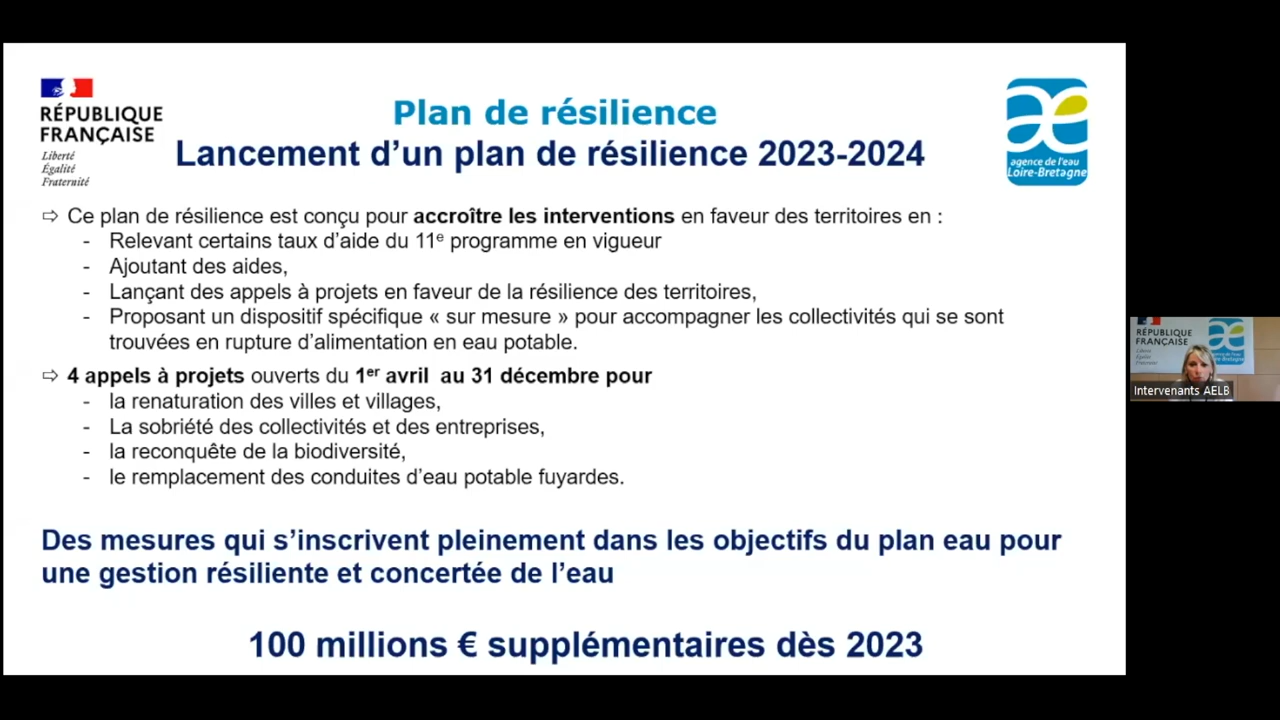 RÉPUBLIQUE
FRANÇAISE
Liberté
Égalité
Fraternité
Plan de résilience
Lancement d’un plan de résilience 2023-2024
agence de l'eau
Loire-Bretagne
⇨ Ce plan de résilience est conçu pour accroître les interventions en faveur des territoires en :
- Relevant certains taux d’aide du 11e programme en vigueur
- Ajoutant des aides,
- Lançant des appels à projets en faveur de la résilience des territoires,
- Proposant un dispositif spécifique « sur mesure » pour accompagner les collectivités qui se sont
trouvées en rupture d’alimentation en eau potable.
⇨ 4 appels à projets ouverts du 1er avril au 31 décembre pour
- la renaturation des villes et villages,
- La sobriété des collectivités et des entreprises,
- la reconquête de la biodiversité,
- le remplacement des conduites d’eau potable fuyardes.
Des mesures qui s’inscrivent pleinement dans les objectifs du plan eau pour
une gestion résiliente et concertée de l’eau
100 millions € supplémentaires dès 2023
RÉPUBLIQUE
FRANÇAISE
Intervenants AELB